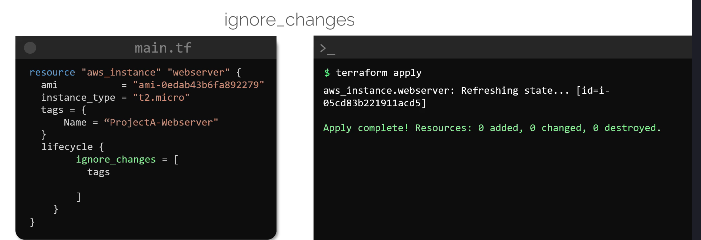 ignore_changes
main.tf
resource "aws_instance" "webserver" {
ami = "ami-0edab43b6fa892279"
instance_type = "t2.micro"
tags = {
Name = “ProjectA-Webserver"
}
lifecycle {
ignore_changes = [
tags
]
}
}
>_
$ terraform apply
aws_instance.webserver: Refreshing state... [id=i-
05cd83b221911acd5]
Apply complete! Resources: 0 added, 0 changed, 0 destroyed.